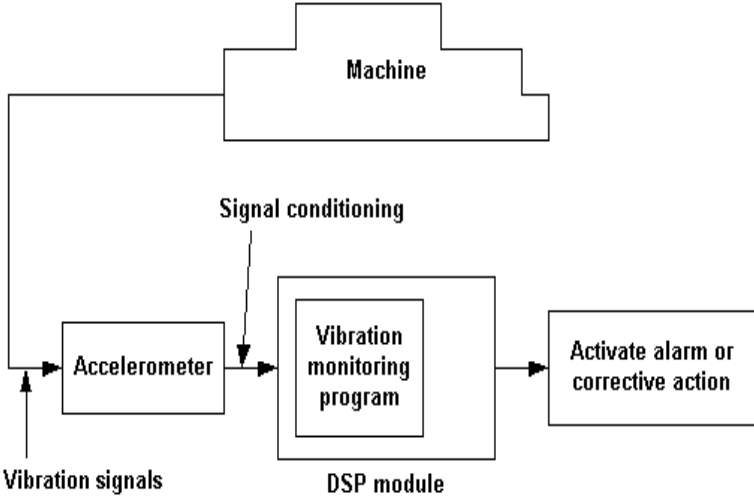 Machine
Signal conditioning
Accelerometer
Vibration
monitoring
program
Activate alarm or
corrective action
Vibration signals
DSP module